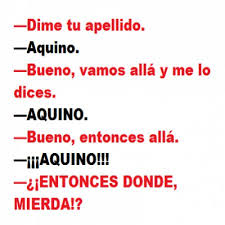 —Dime tu apellido.
—Aquino.
—Bueno, vamos allá y me lo
dices.
—AQUINO.
—Bueno, entonces allá.
—¡¡¡AQUINO!!!
—¿¡ENTONCES DONDE,
MIERDA!?